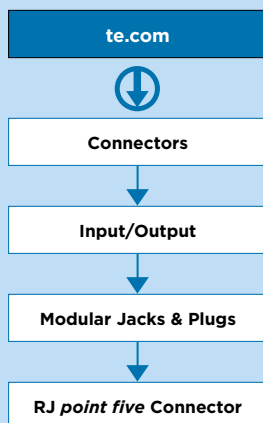 te.com
Connectors
Input/Output
Modular Jacks & Plugs
RJ point five Connector